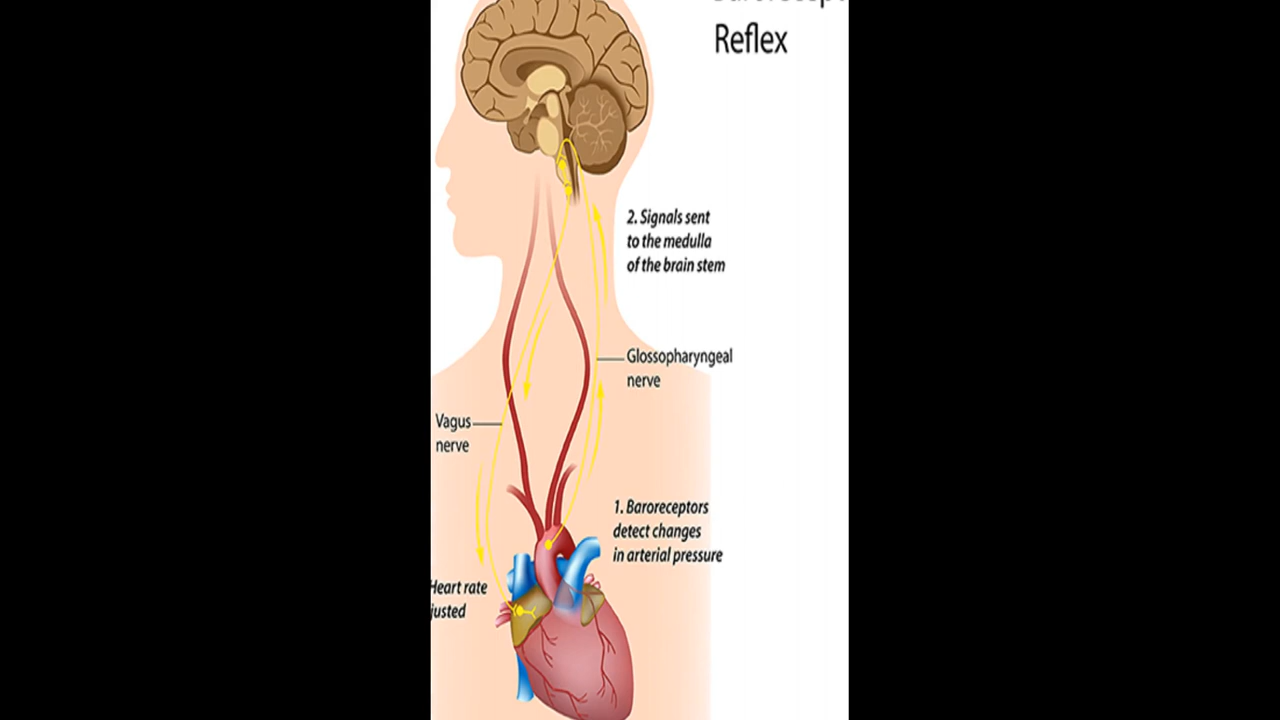 Reflex
2. Signals sent
to the medulla
of the brain stem
Glossopharyngeal
nerve
Vagus
nerve
1. Baroreceptors
detect changes
in arterial pressure
Heart rate
justed